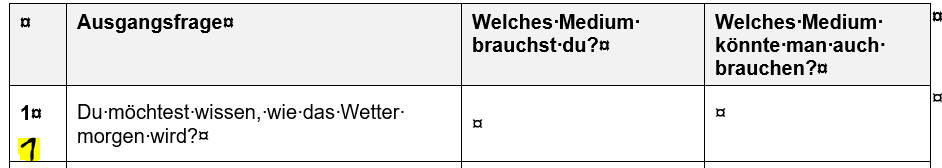 Ausgangsfrage
Welches Medium
brauchst du?
Welches Medium
könnte man auch
brauchen?
1
Du möchtest wissen, wie das Wetter
morgen wird?
1